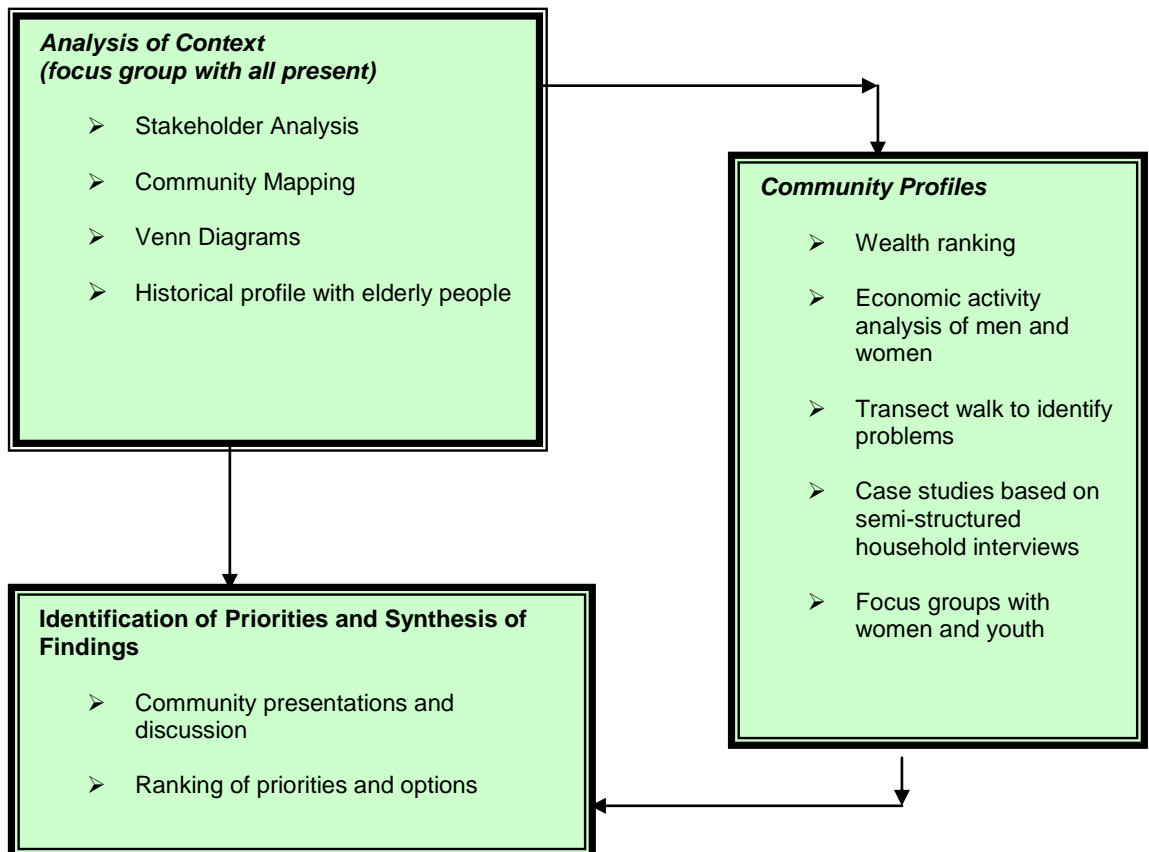 Analysis of Context
(focus group with all present)
➢ Stakeholder Analysis
➢ Community Mapping
➢ Venn Diagrams
➢ Historical profile with elderly people
Community Profiles
➢ Wealth ranking
➢ Economic activity
analysis of men and
women
➢ Transect walk to identify
problems
➢ Case studies based on
semi-structured
household interviews
➢ Focus groups with
women and youth
Identification of Priorities and Synthesis of
Findings
➢ Community presentations and
discussion
➢ Ranking of priorities and options